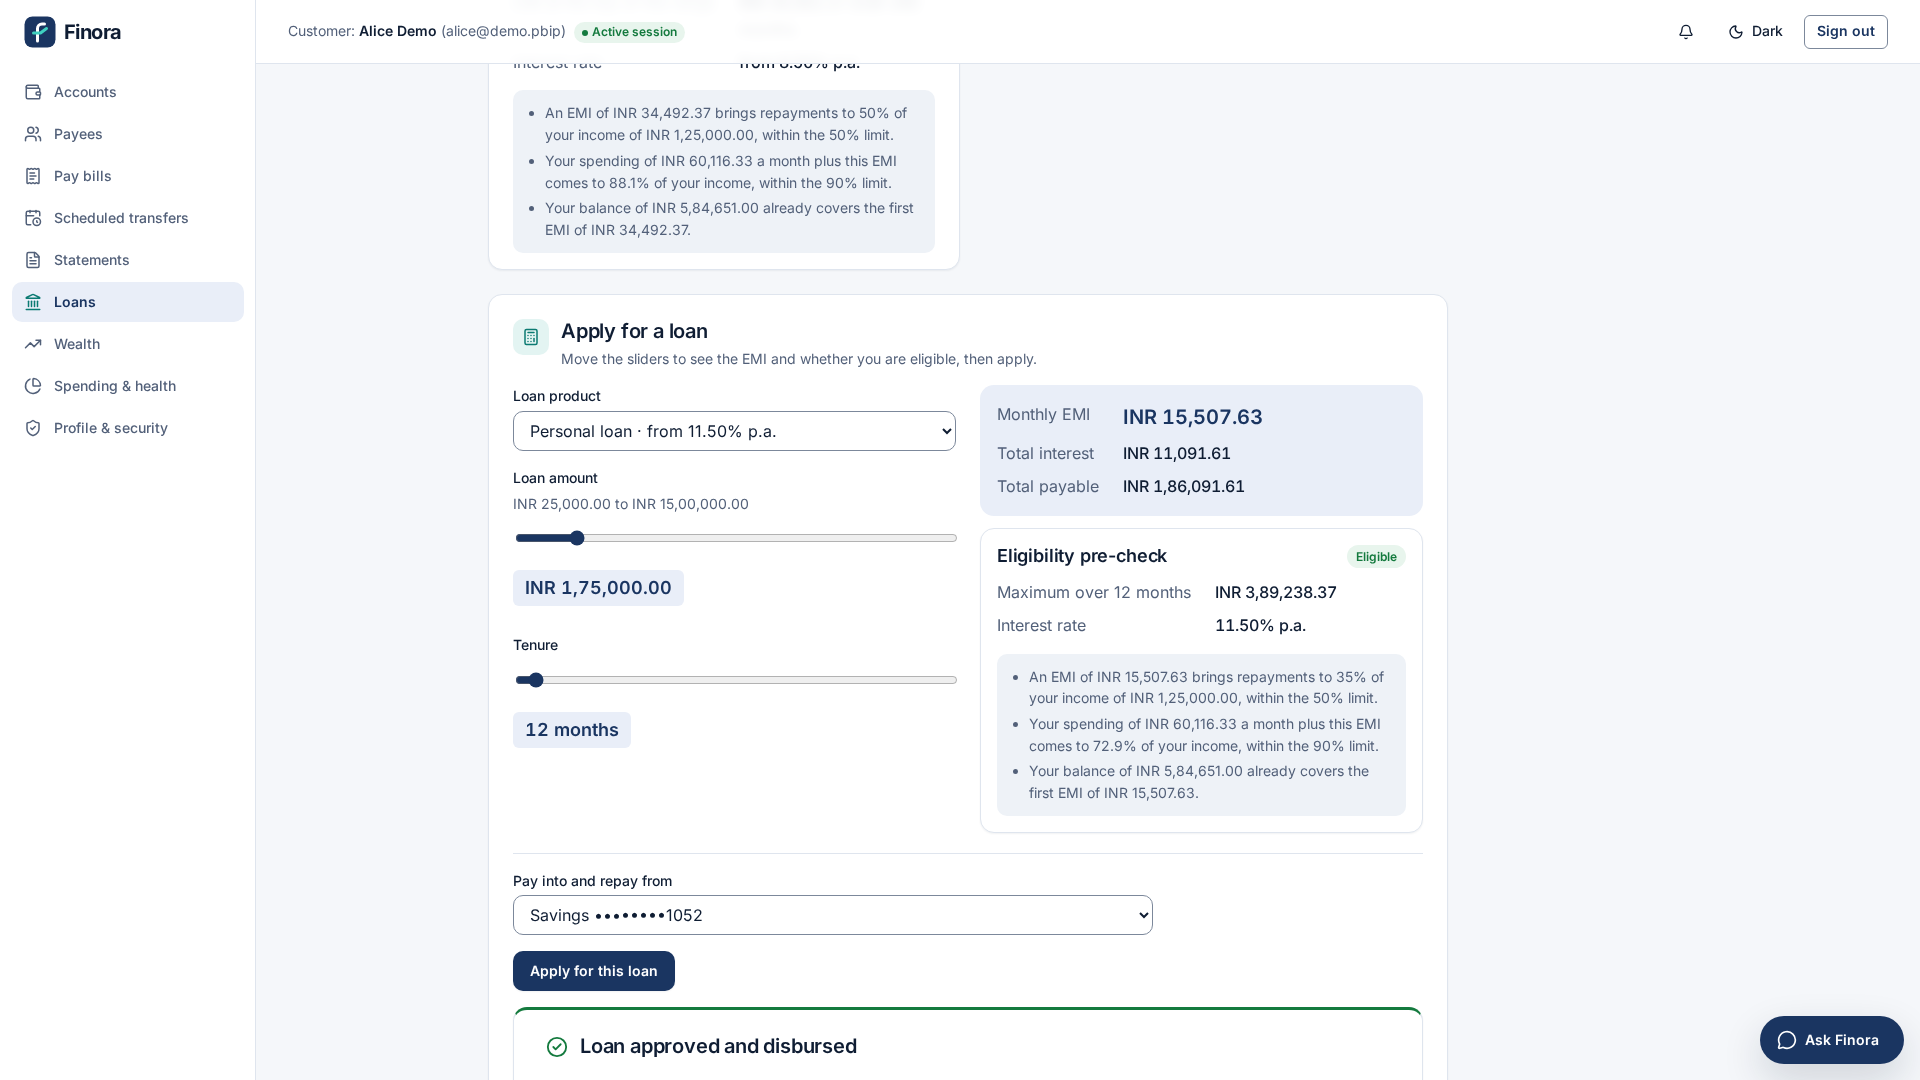 Finora
Customer: Alice Demo (alice@demo.pbip) Active session
Dark
Sign out
Accounts
Payees
Pay bills
Scheduled transfers
Statements
Loans
Wealth
Spending & health
Profile & security
Interest rate from 8.50% p.a.
An EMI of INR 34,492.37 brings repayments to 50% of
your income of INR 1,25,000.00, within the 50% limit.
Your spending of INR 60,116.33 a month plus this EMI
comes to 88.1% of your income, within the 90% limit.
Your balance of INR 5,84,651.00 already covers the first
EMI of INR 34,492.37.
Apply for a loan
Move the sliders to see the EMI and whether you are eligible, then apply.
Loan product
Personal loan · from 11.50% p.a.
Loan amount
INR 25,000.00 to INR 15,00,000.00
INR 1,75,000.00
Tenure
12 months
Monthly EMI INR 15,507.63
Total interest INR 11,091.61
Total payable INR 1,86,091.61
Eligibility pre-check Eligible
Maximum over 12 months INR 3,89,238.37
Interest rate 11.50% p.a.
An EMI of INR 15,507.63 brings repayments to 35% of
your income of INR 1,25,000.00, within the 50% limit.
Your spending of INR 60,116.33 a month plus this EMI
comes to 72.9% of your income, within the 90% limit.
Your balance of INR 5,84,651.00 already covers the
first EMI of INR 15,507.63.
Pay into and repay from
Savings ••••••••1052
Apply for this loan
Loan approved and disbursed
Ask Finora